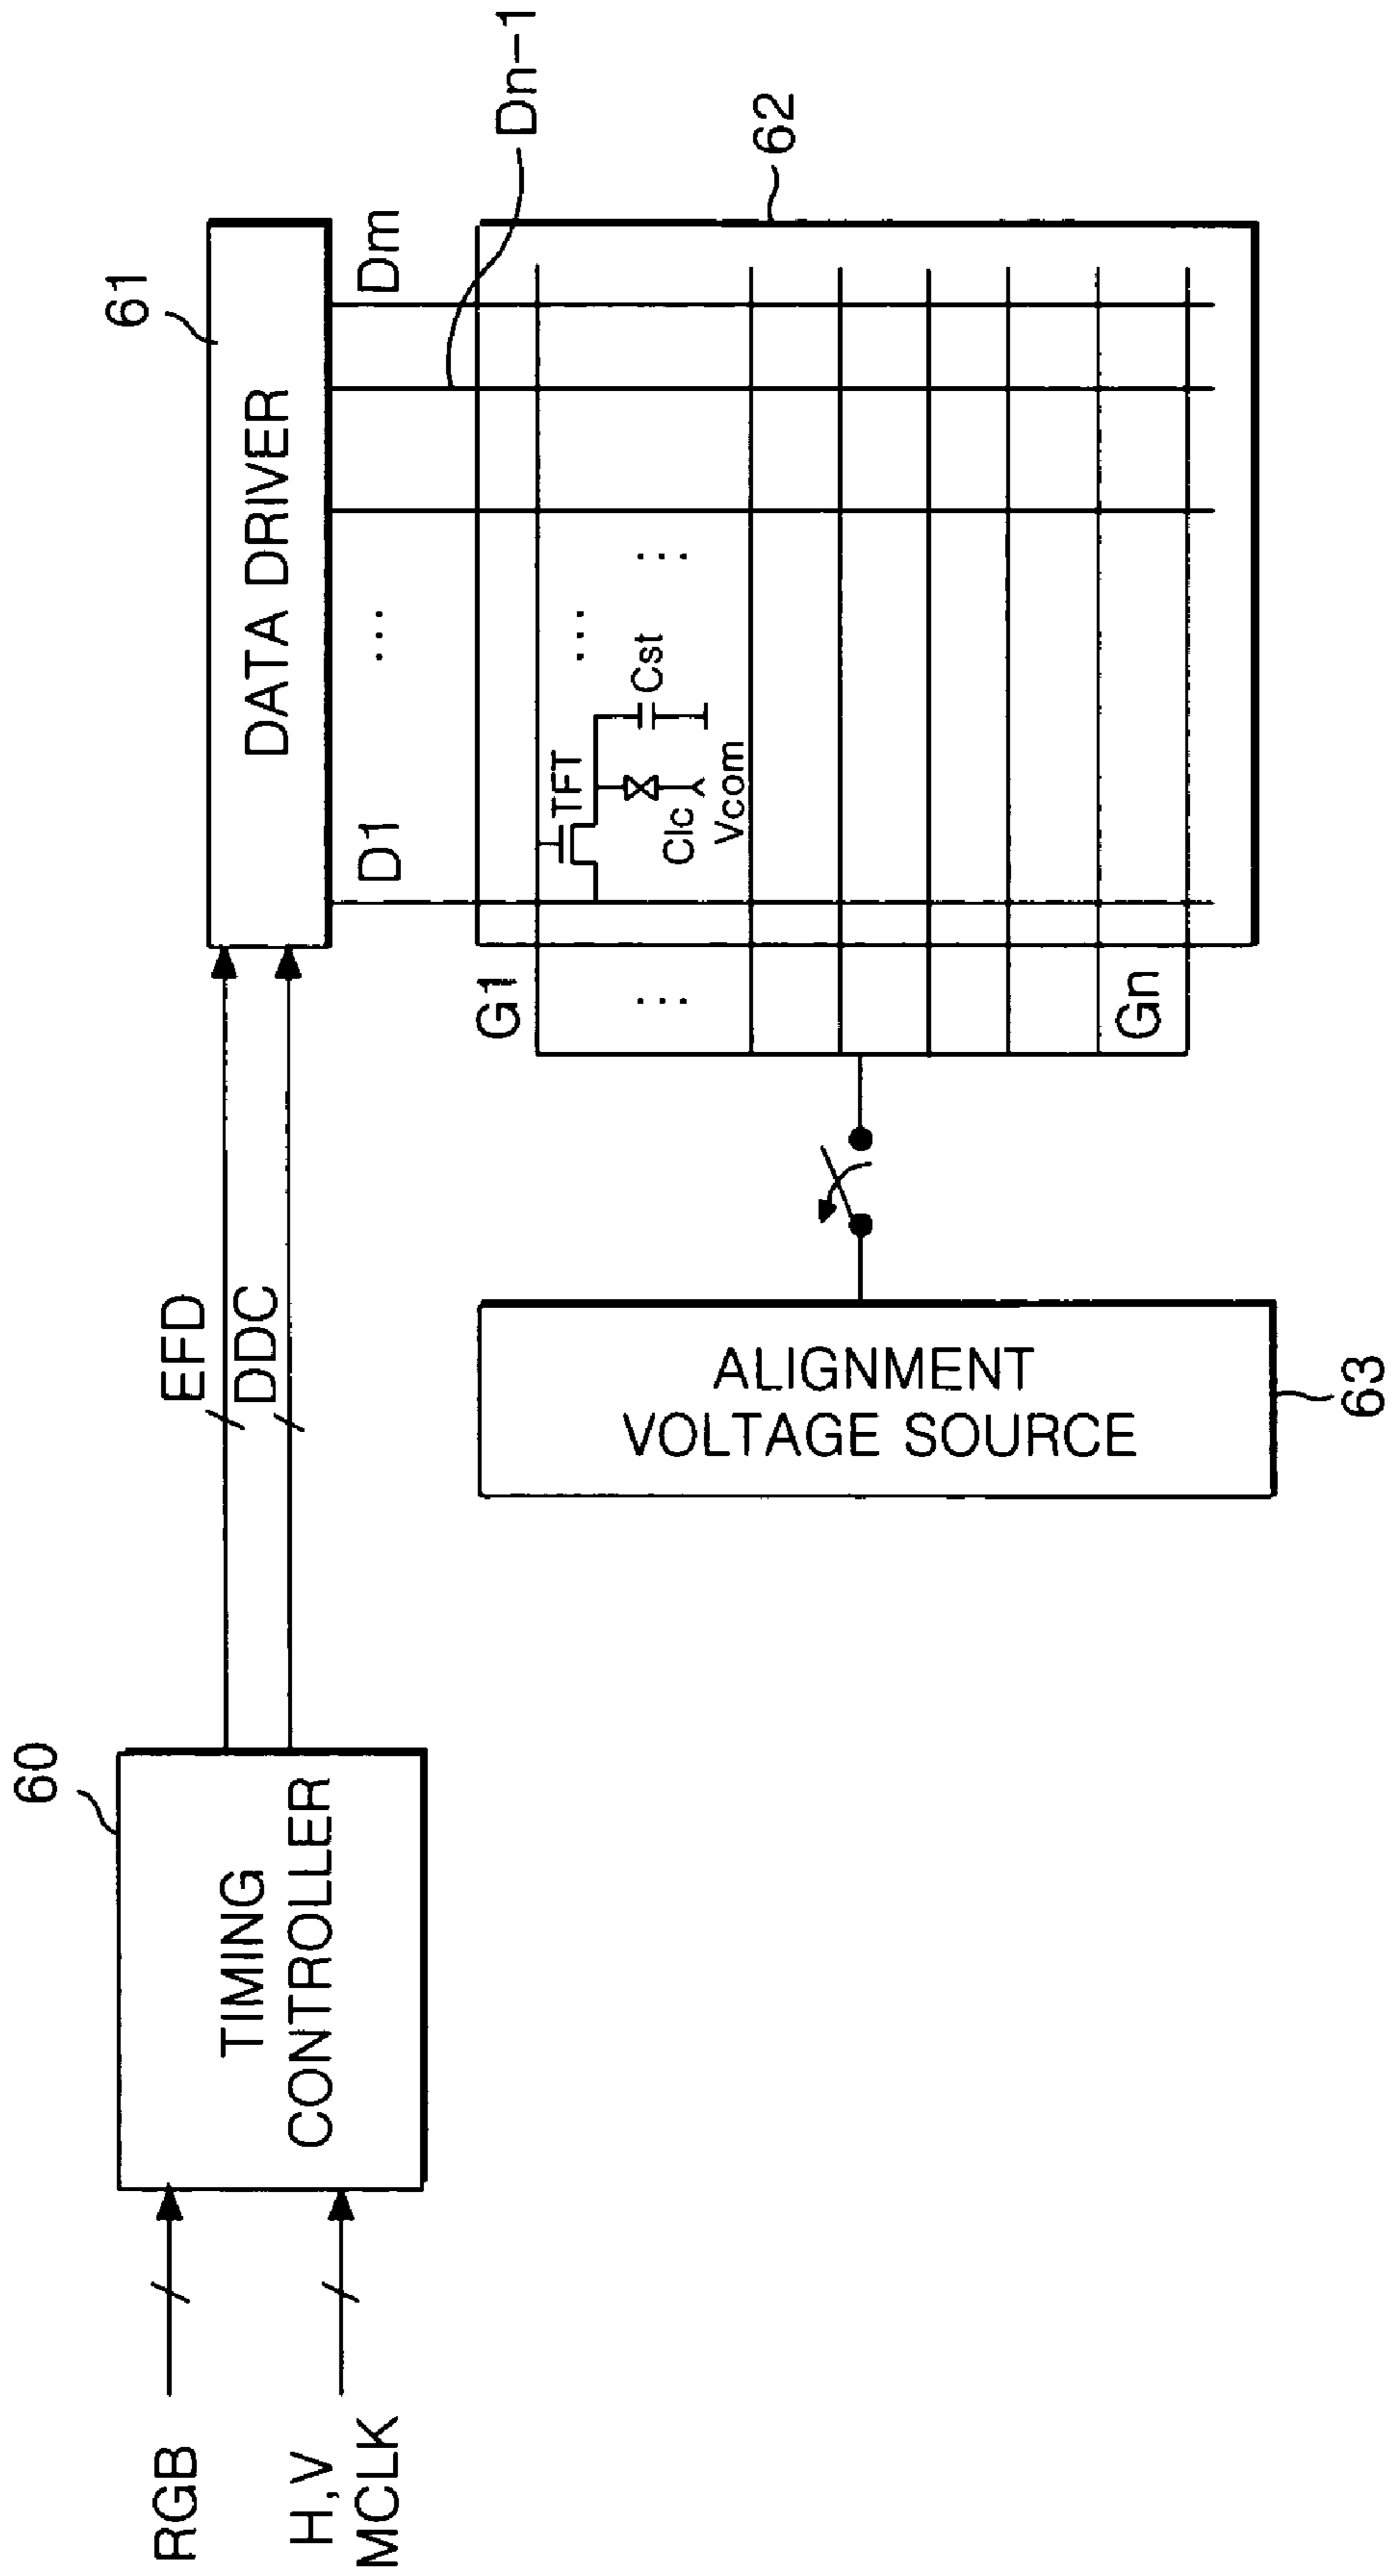 60
61
RGB
H,V
MCLK
TIMING
CONTROLLER
EFD
DDC
DATA DRIVER
D1
...
Dm
Dn-1
62
G1
...
Gn
TFT
Clc
Vcom
Cst
...
...
ALIGNMENT
VOLTAGE SOURCE
63